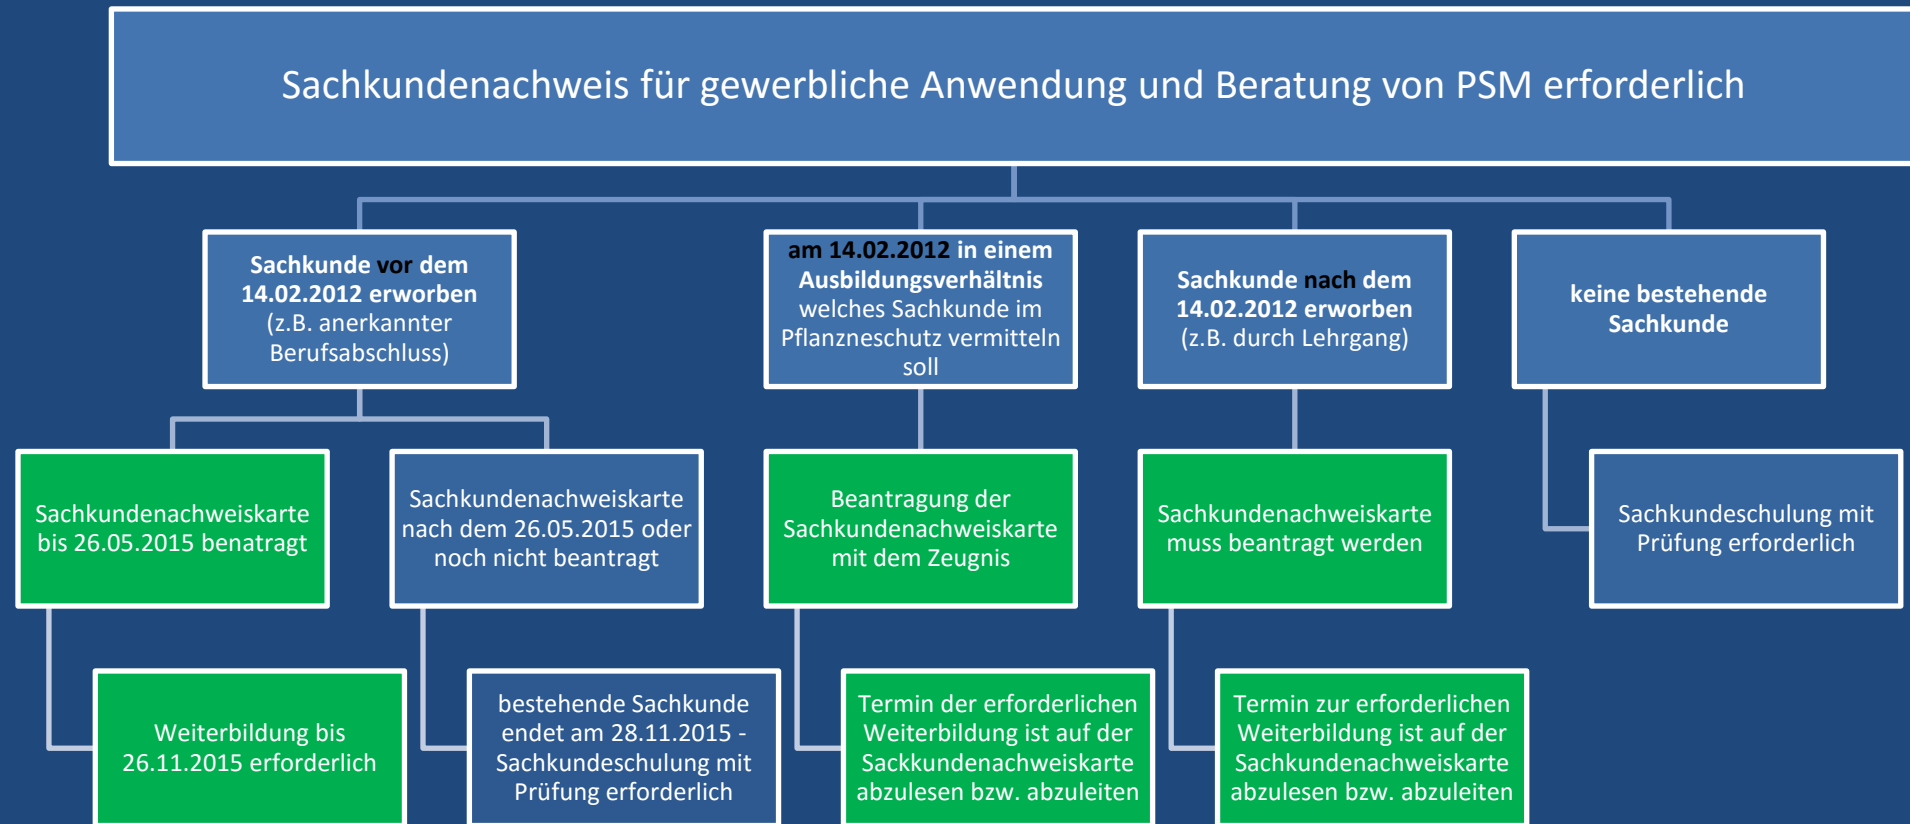 Sachkundenachweis für gewerbliche Anwendung und Beratung von PSM erforderlich
Sachkunde vor dem
14.02.2012 erworben
(z.B. anerkannter
Berufsabschluss)
am 14.02.2012 in einem
Ausbildungsverhältnis
welches Sachkunde im
Pflanzneschutz vermitteln
soll
Sachkunde nach dem
14.02.2012 erworben
(z.B. durch Lehrgang)
keine bestehende
Sachkunde
Sachkundenachweiskarte
bis 26.05.2015 benatragt
Sachkundenachweiskarte
nach dem 26.05.2015 oder
noch nicht beantragt
Beantragung der
Sachkundenachweiskarte
mit dem Zeugnis
Sachkundenachweiskarte
muss beantragt werden
Sachkundeschulung mit
Prüfung erforderlich
Weiterbildung bis
26.11.2015 erforderlich
bestehende Sachkunde
endet am 28.11.2015 -
Sachkundeschulung mit
Prüfung erforderlich
Termin der erforderlichen
Weiterbildung ist auf der
Sackkundenachweiskarte
abzulesen bzw. abzuleiten
Termin zur erforderlichen
Weiterbildung ist auf der
Sachkundenachweiskarte
abzulesen bzw. abzuleiten